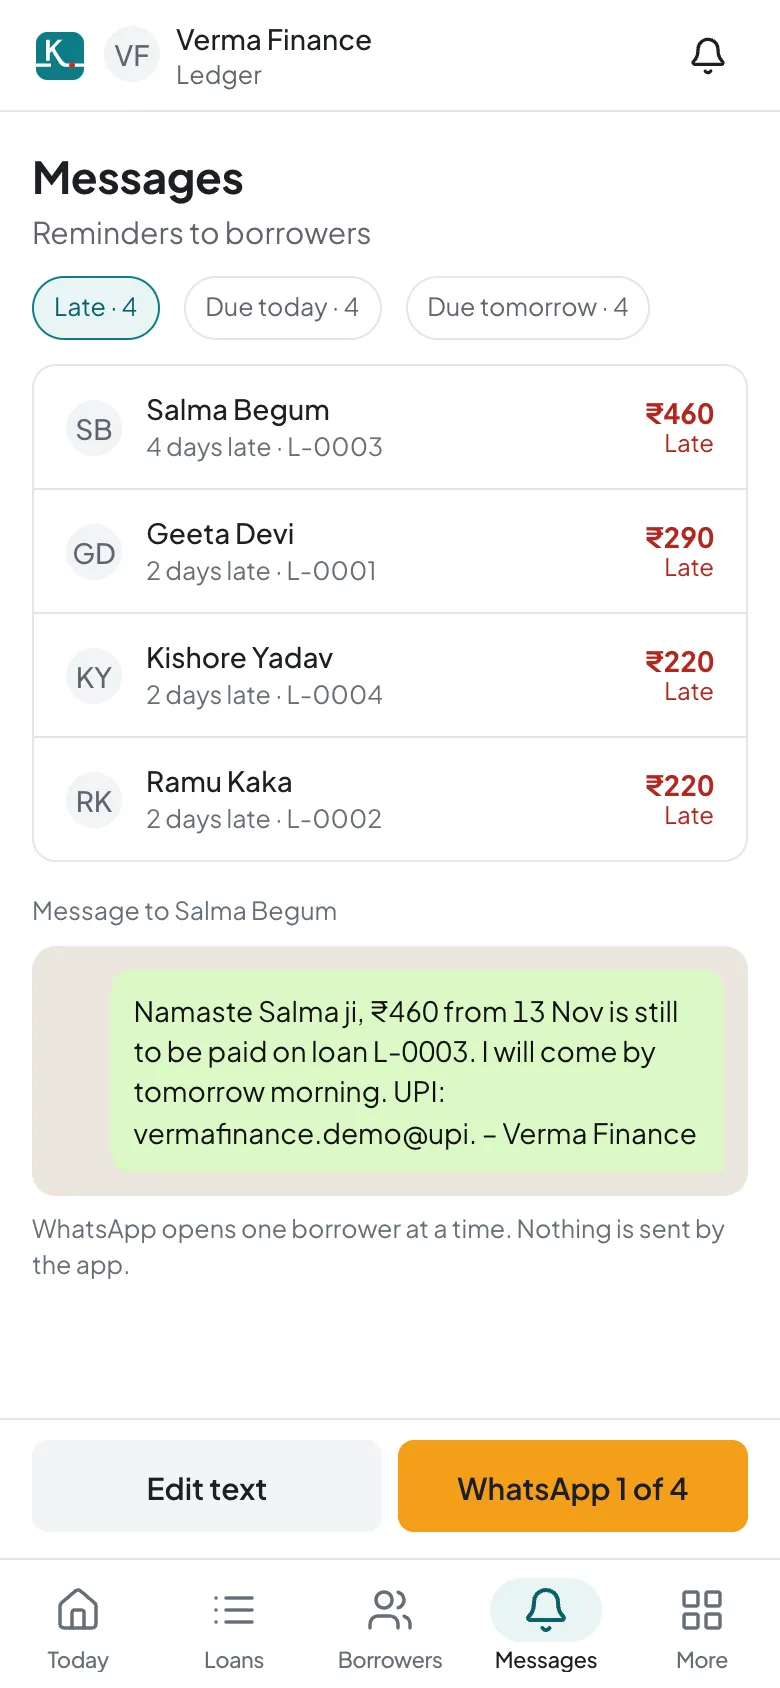 K.
VF
Verma Finance
Ledger
Messages
Reminders to borrowers
Late · 4
Due today · 4
Due tomorrow · 4
SB
Salma Begum
4 days late · L-0003
₹460
Late
GD
Geeta Devi
2 days late · L-0001
₹290
Late
KY
Kishore Yadav
2 days late · L-0004
₹220
Late
RK
Ramu Kaka
2 days late · L-0002
₹220
Late
Message to Salma Begum
Namaste Salma ji, ₹460 from 13 Nov is still
to be paid on loan L-0003. I will come by
tomorrow morning. UPI:
vermafinance.demo@upi. – Verma Finance
WhatsApp opens one borrower at a time. Nothing is sent by
the app.
Edit text
WhatsApp 1 of 4
Today
Loans
Borrowers
Messages
More